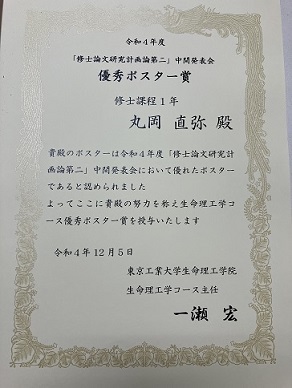 令和4年度
「修士論文研究計画論第二」中間発表会
優秀ポスター賞
修士課程1年
丸岡 直弥 殿
貴殿のポスターは令和4年度「修士論文研究計
画論第二」中間発表会において優れたポスター
であると認められました
よってここに貴殿の努力を称え生命理工学コ
ース優秀ポスター賞を授与いたします
令和4年12月5日
東京工業大学生命理工学院
生命理工学コース主任
一瀬 宏